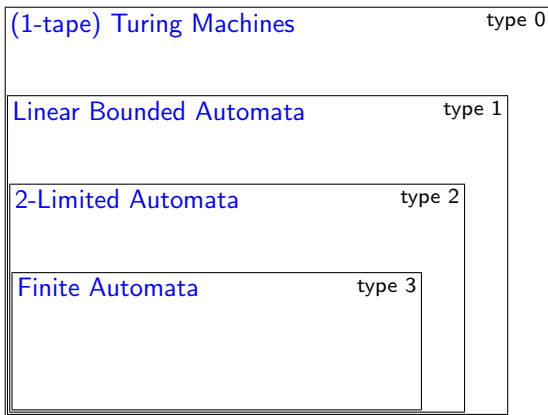 (1-tape) Turing Machines type 0
Linear Bounded Automata type 1
2-Limited Automata type 2
Finite Automata type 3